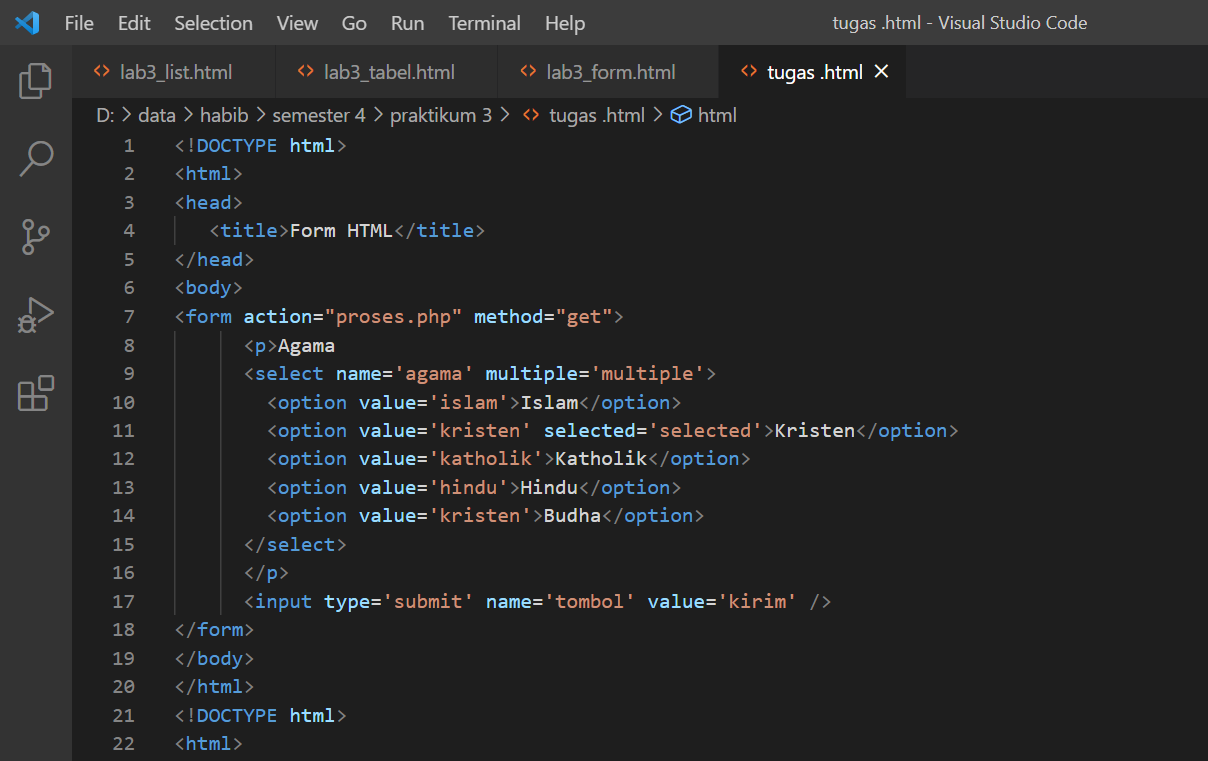 File Edit Selection View Go Run Terminal Help tugas .html - Visual Studio Code
lab3_list.html lab3_tabel.html lab3_form.html tugas .html
D: > data > habib > semester 4 > praktikum 3 > tugas .html > html
1 <!DOCTYPE html>
2 <html>
3 <head>
4 <title>Form HTML</title>
5 </head>
6 <body>
7 <form action="proses.php" method="get">
8 <p>Agama
9 <select name='agama' multiple='multiple'>
10 <option value='islam'>Islam</option>
11 <option value='kristen' selected='selected'>Kristen</option>
12 <option value='katholik'>Katholik</option>
13 <option value='hindu'>Hindu</option>
14 <option value='kristen'>Budha</option>
15 </select>
16 </p>
17 <input type='submit' name='tombol' value='kirim' />
18 </form>
19 </body>
20 </html>
21 <!DOCTYPE html>
22 <html>